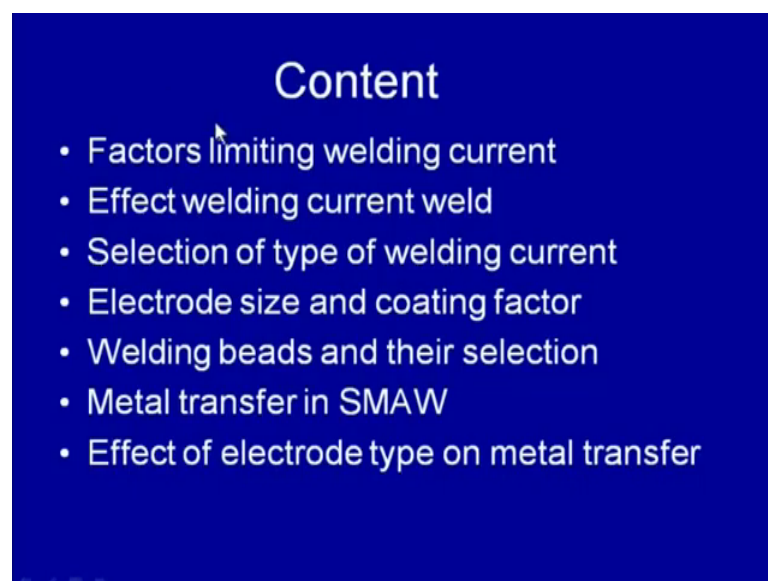 Content
• Factors limiting welding current
• Effect welding current weld
• Selection of type of welding current
• Electrode size and coating factor
• Welding beads and their selection
• Metal transfer in SMAW
• Effect of electrode type on metal transfer